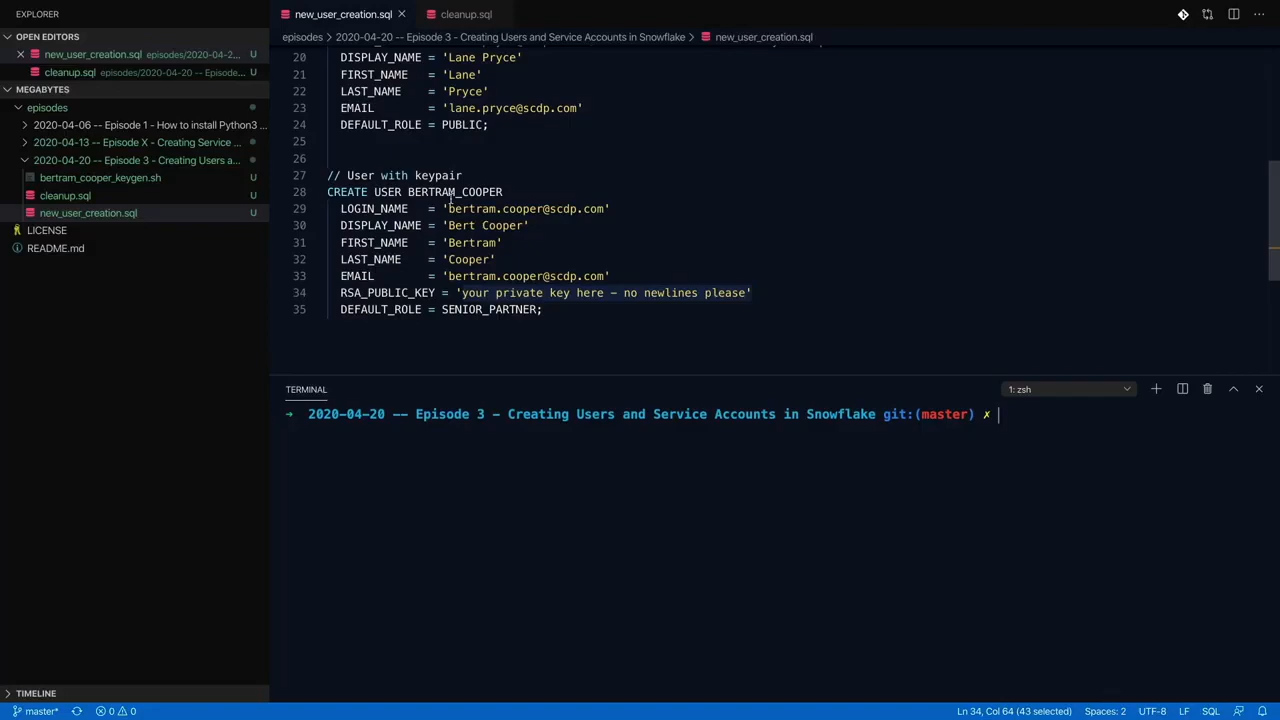 EXPLORER
OPEN EDITORS
new_user_creation.sql episodes/2020-04-2... U
cleanup.sql episodes/2020-04-20 -- Episode... U
MEGABYTES
episodes
2020-04-06 -- Episode 1 - How to install Python3 ...
2020-04-13 -- Episode X - Creating Service ...
2020-04-20 -- Episode 3 - Creating Users a...
bertram_cooper_keygen.sh U
cleanup.sql U
new_user_creation.sql U
LICENSE
README.md
TIMELINE
new_user_creation.sql
cleanup.sql
episodes > 2020-04-20 -- Episode 3 - Creating Users and Service Accounts in Snowflake > new_user_creation.sql
20 DISPLAY_NAME = 'Lane Pryce'
21 FIRST_NAME = 'Lane'
22 LAST_NAME = 'Pryce'
23 EMAIL = 'lane.pryce@scdp.com'
24 DEFAULT_ROLE = PUBLIC;
25
26
27 // User with keypair
28 CREATE USER BERTRAM_COOPER
29 LOGIN_NAME = 'bertram.cooper@scdp.com'
30 DISPLAY_NAME = 'Bert Cooper'
31 FIRST_NAME = 'Bertram'
32 LAST_NAME = 'Cooper'
33 EMAIL = 'bertram.cooper@scdp.com'
34 RSA_PUBLIC_KEY = 'your private key here - no newlines please'
35 DEFAULT_ROLE = SENIOR_PARTNER;
TERMINAL
1: zsh
➜ 2020-04-20 -- Episode 3 - Creating Users and Service Accounts in Snowflake git:(master) ✗
master* 0 0 Ln 34, Col 64 (43 selected) Spaces: 2 UTF-8 LF SQL